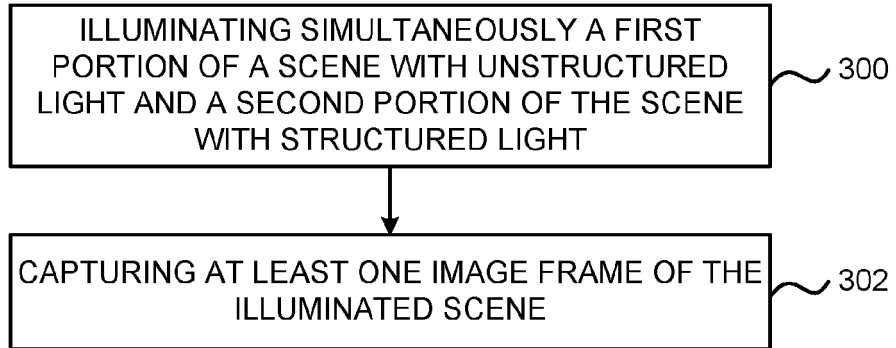 ILLUMINATING SIMULTANEOUSLY A FIRST
PORTION OF A SCENE WITH UNSTRUCTURED
LIGHT AND A SECOND PORTION OF THE SCENE
WITH STRUCTURED LIGHT
300
CAPTURING AT LEAST ONE IMAGE FRAME OF THE
ILLUMINATED SCENE
302